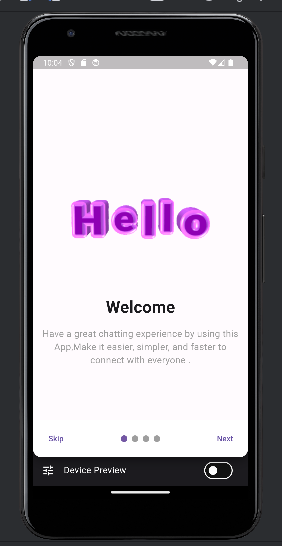 10:04
Hello
Welcome
Have a great chatting experience by using this
App,Make it easier, simpler, and faster to
connect with everyone .
Skip
Next
Device Preview